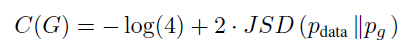 C(G) = − log(4) + 2 · JSD (p_data ‖ p_g)